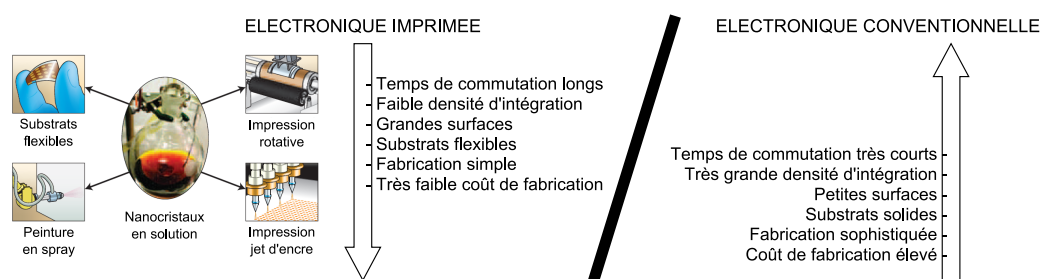 ELECTRONIQUE IMPRIMEE
Substrats
flexibles
Impression
rotative
Peinture
en spray
Nanocristaux
en solution
Impression
jet d'encre
Temps de commutation longs
Faible densité d'intégration
Grandes surfaces
Substrats flexibles
Fabrication simple
Très faible coût de fabrication
ELECTRONIQUE CONVENTIONNELLE
Temps de commutation très courts
Très grande densité d'intégration
Petites surfaces
Substrats solides
Fabrication sophistiquée
Coût de fabrication élevé